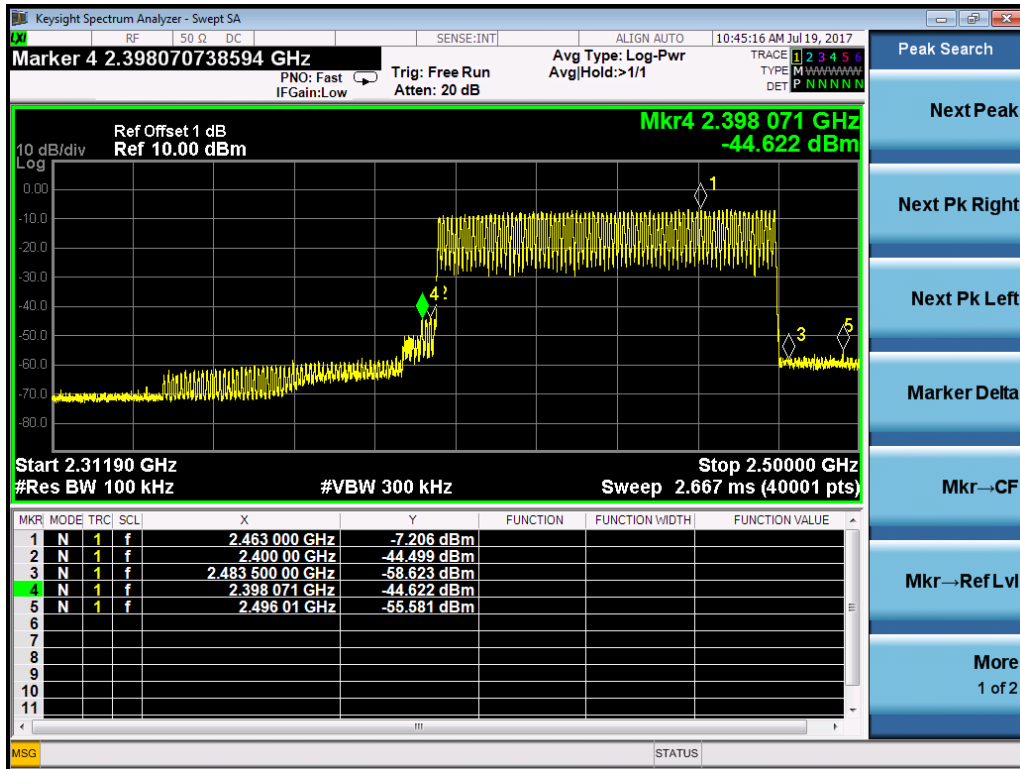 Keysight Spectrum Analyzer - Swept SA
LXI RF 50 Ω DC SENSE:INT ALIGN AUTO 10:45:16 AM Jul 19, 2017
Marker 4 2.398070738594 GHz
PNO: Fast
IFGain:Low
Trig: Free Run
Atten: 20 dB
Avg Type: Log-Pwr
Avg|Hold:>1/1
TRACE 1 2 3 4 5 6
TYPE M W W W W W
DET P N N N N N
Mkr4 2.398 071 GHz
-44.622 dBm
Ref Offset 1 dB
10 dB/div Ref 10.00 dBm
Log
0.00
-10.0
-20.0
-30.0
-40.0
-50.0
-60.0
-70.0
-80.0
1
4 2
3
5
Start 2.31190 GHz Stop 2.50000 GHz
#Res BW 100 kHz #VBW 300 kHz Sweep 2.667 ms (40001 pts)
MKR MODE TRC SCL X Y FUNCTION FUNCTION WIDTH FUNCTION VALUE
1 N 1 f 2.463 000 GHz -7.206 dBm
2 N 1 f 2.400 00 GHz -44.499 dBm
3 N 1 f 2.483 500 00 GHz -58.623 dBm
4 N 1 f 2.398 071 GHz -44.622 dBm
5 N 1 f 2.496 01 GHz -55.581 dBm
6
7
8
9
10
11
MSG STATUS
Peak Search
Next Peak
Next Pk Right
Next Pk Left
Marker Delta
Mkr→CF
Mkr→Ref Lvl
More
1 of 2